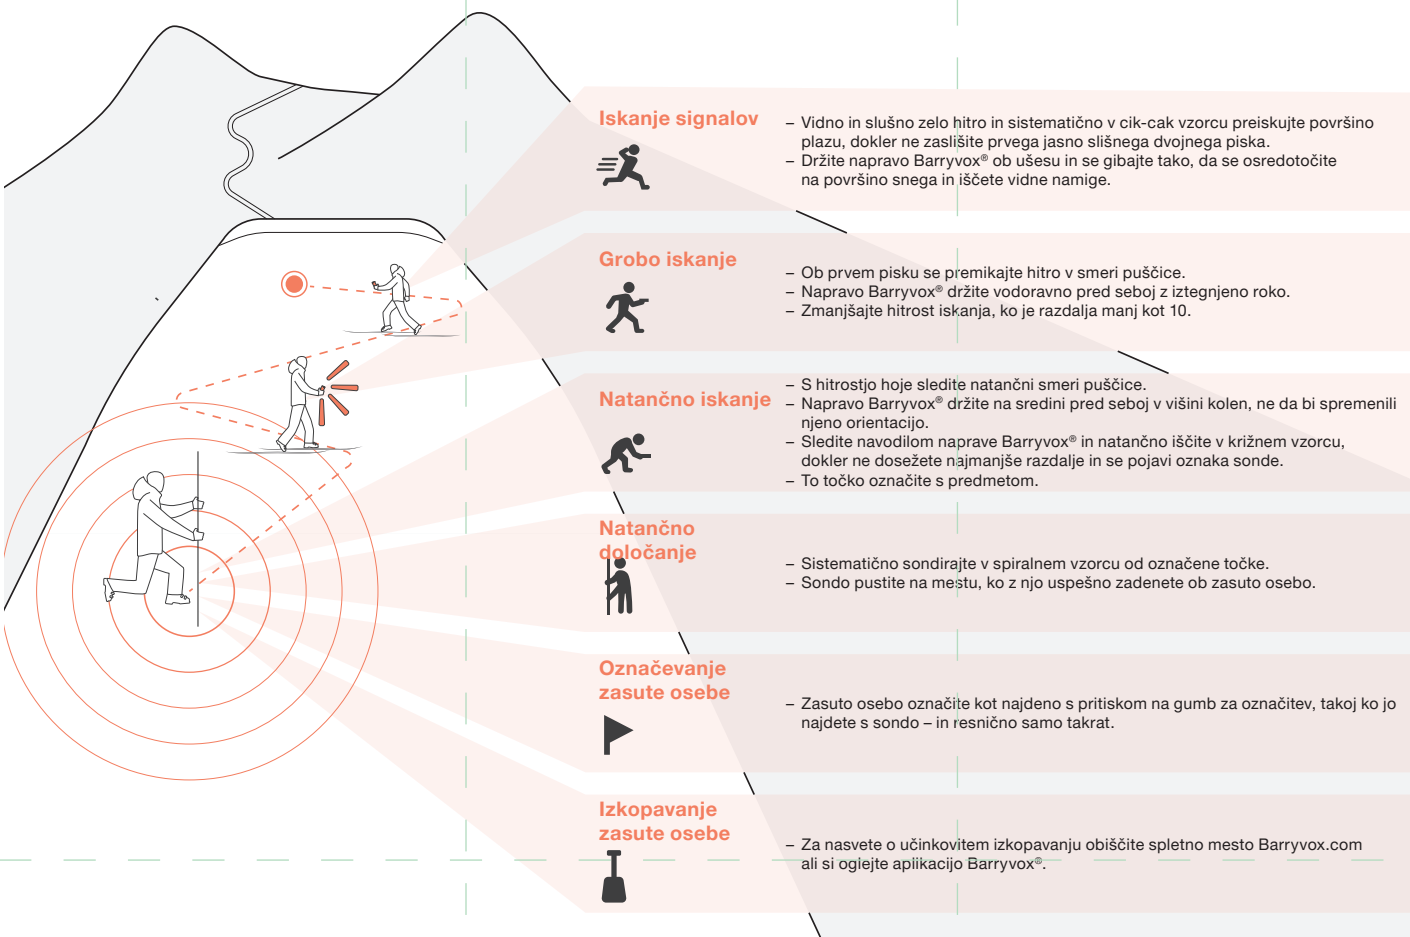 Iskanje signalov
– Vidno in slušno zelo hitro in sistematično v cik-cak vzorcu preiskujte površino
plazu, dokler ne zaslišite prvega jasno slišnega dvojnega piska.
– Držite napravo Barryvox® ob ušesu in se gibajte tako, da se osredotočite
na površino snega in iščete vidne namige.
Grobo iskanje
– Ob prvem pisku se premikajte hitro v smeri puščice.
– Napravo Barryvox® držite vodoravno pred seboj z iztegnjeno roko.
– Zmanjšajte hitrost iskanja, ko je razdalja manj kot 10.
Natančno iskanje
– S hitrostjo hoje sledite natančni smeri puščice.
– Napravo Barryvox® držite na sredini pred seboj v višini kolen, ne da bi spremenili
njeno orientacijo.
– Sledite navodilom naprave Barryvox® in natančno iščite v križnem vzorcu,
dokler ne dosežete najmanjše razdalje in se pojavi oznaka sonde.
– To točko označite s predmetom.
Natančno
določanje
– Sistematično sondirajte v spiralnem vzorcu od označene točke.
– Sondo pustite na mestu, ko z njo uspešno zadenete ob zasuto osebo.
Označevanje
zasute osebe
– Zasuto osebo označite kot najdeno s pritiskom na gumb za označitev, takoj ko jo
najdete s sondo – in resnično samo takrat.
Izkopavanje
zasute osebe
– Za nasvete o učinkovitem izkopavanju obiščite spletno mesto Barryvox.com
ali si oglejte aplikacijo Barryvox®.